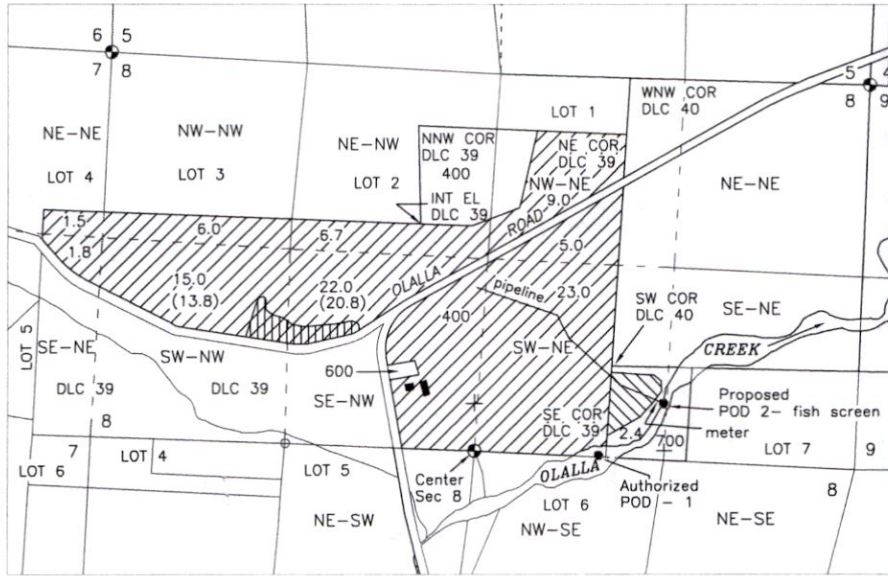 6 5
7 8
5 4
8 9
WNW COR
DLC 40
LOT 1
NE-NE
LOT 4
NW-NW
LOT 3
NE-NW
LOT 2
NNW COR
DLC 39
400
NE COR
DLC 39
NW-NE
9.0
NE-NE
INT EL
DLC 39
1.5
1.8
6.0
6.7
5.0
OLALLA ROAD
15.0
(13.8)
22.0
(20.8)
pipeline
23.0
400
SW COR
DLC 40
SE-NE
CREEK
LOT 5
SE-NE
SW-NW
SW-NE
DLC 39
DLC 39
600
SE-NW
SE COR
DLC 39
2.4
700
Proposed
POD 2- fish screen
meter
LOT 7
9
8
7
8
LOT 6
LOT 4
LOT 5
Center
Sec 8
OLALLA
LOT 6
Authorized
POD - 1
NE-SW
NW-SE
NE-SE